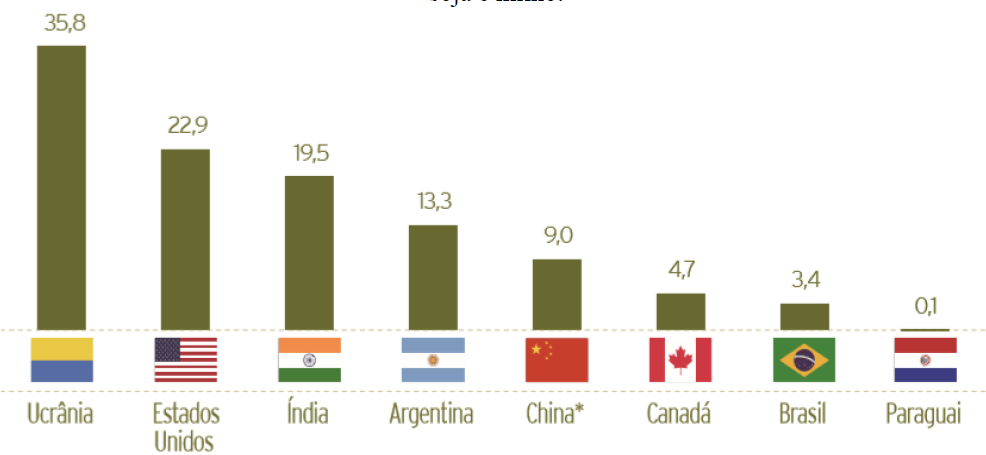 35,8
22,9
19,5
13,3
9,0
4,7
3,4
0,1
Ucrânia
Estados
Unidos
Índia
Argentina
China*
Canadá
Brasil
Paraguai